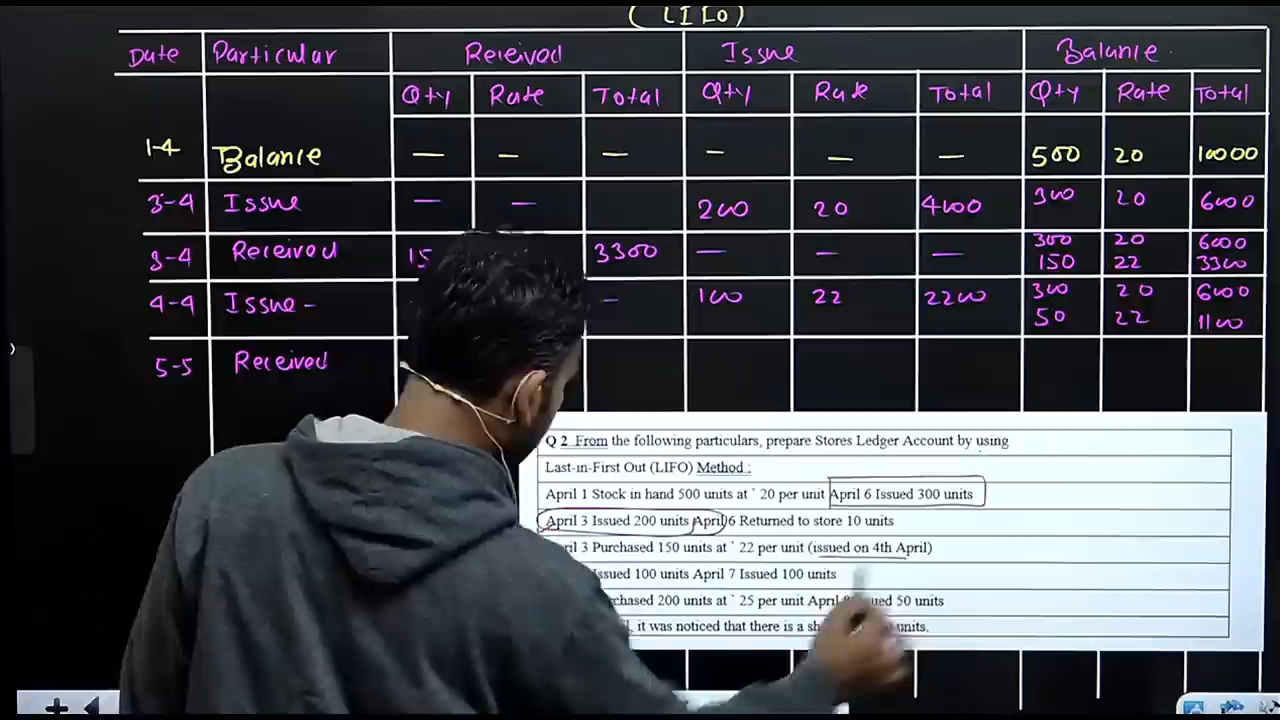 (LIFO)
Date Particular Received Issue Balance
Qty Rate Total Qty Rate Total Qty Rate Total
1-4 Balance — — — — — — 500 20 10000
3-4 Issue — — 200 20 4000 300 20 6000
3-4 Received 15 3300 — — — 300 20 6000
150 22 3300
4-4 Issue - - 100 22 2200 300 20 6000
50 22 1100
5-5 Received
Q 2 From the following particulars, prepare Stores Ledger Account by using
Last-in-First Out (LIFO) Method :
April 1 Stock in hand 500 units at ` 20 per unit April 6 Issued 300 units
April 3 Issued 200 units April 6 Returned to store 10 units
3 Purchased 150 units at ` 22 per unit (issued on 4th April)
Issued 100 units April 7 Issued 100 units
200 units at ` 25 per unit April 50 units
it was noticed that there is a units.